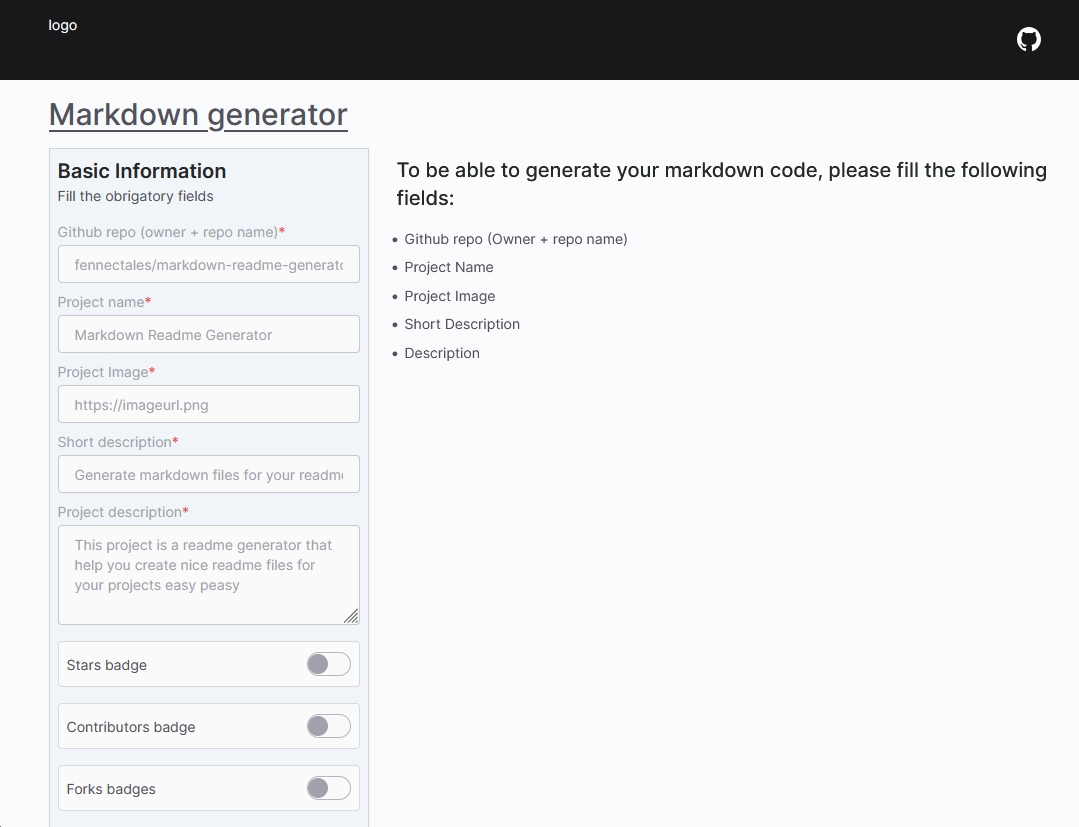 logo
Markdown generator
Basic Information
Fill the obrigatory fields
Github repo (owner + repo name)*
fennectales/markdown-readme-generato
Project name*
Markdown Readme Generator
Project Image*
https://imageurl.png
Short description*
Generate markdown files for your readme
Project description*
This project is a readme generator that
help you create nice readme files for
your projects easy peasy
Stars badge
Contributors badge
Forks badges
To be able to generate your markdown code, please fill the following
fields:
• Github repo (Owner + repo name)
• Project Name
• Project Image
• Short Description
• Description